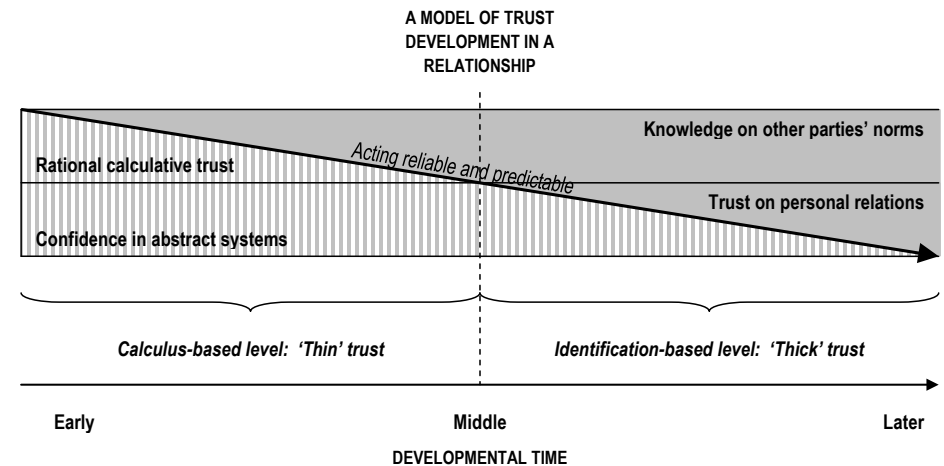 A MODEL OF TRUST
DEVELOPMENT IN A
RELATIONSHIP
Knowledge on other parties’ norms
Rational calculative trust
Acting reliable and predictable
Trust on personal relations
Confidence in abstract systems
Calculus-based level: ‘Thin’ trust
Identification-based level: ‘Thick’ trust
Early
Middle
Later
DEVELOPMENTAL TIME